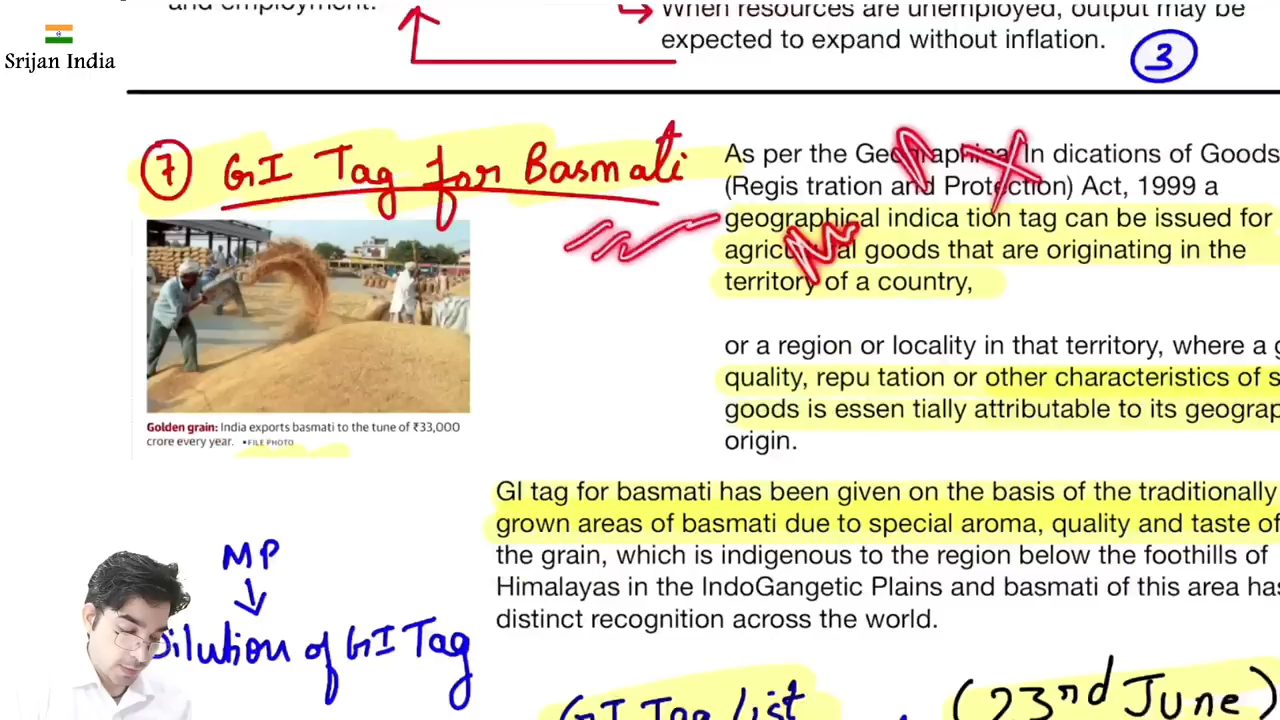 and employment.
When resources are unemployed, output may be
expected to expand without inflation.
3
Srijan India
7 GI Tag for Basmati
As per the Geographical In dications of Goods
(Regis tration and Protection) Act, 1999 a
geographical indica tion tag can be issued for
agricultural goods that are originating in the
territory of a country,
or a region or locality in that territory, where a
quality, repu tation or other characteristics of
goods is essen tially attributable to its
origin.
Golden grain: India exports basmati to the tune of ₹33,000
crore every year. •FILE PHOTO
GI tag for basmati has been given on the basis of the traditionally
grown areas of basmati due to special aroma, quality and taste of
the grain, which is indigenous to the region below the foothills of
Himalayas in the IndoGangetic Plains and basmati of this area has
distinct recognition across the world.
MP
Dilution of GI Tag
GI Tag list
(23rd June)